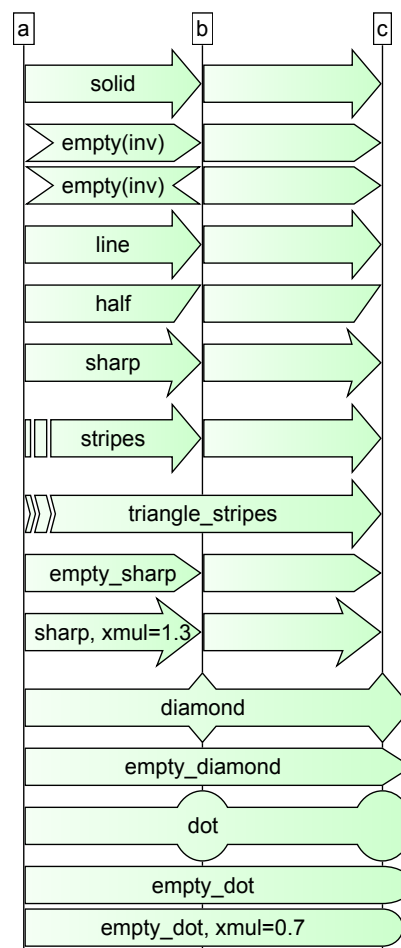 a b c
solid
empty(inv)
empty(inv)
line
half
sharp
stripes
triangle_stripes
empty_sharp
sharp, xmul=1.3
diamond
empty_diamond
dot
empty_dot
empty_dot, xmul=0.7